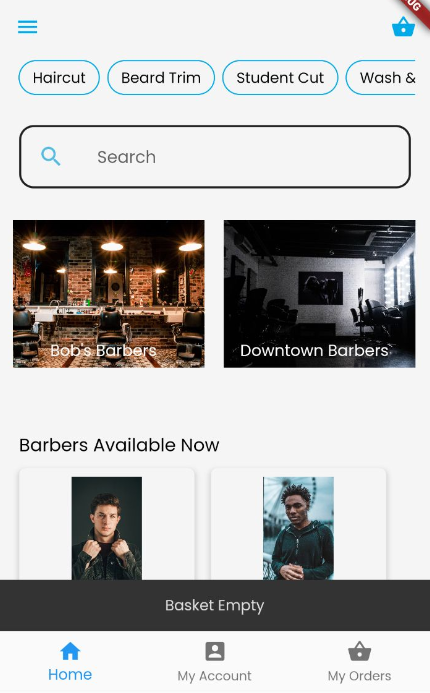 Haircut Beard Trim Student Cut Wash &
Search
Bob's Barbers Downtown Barbers
Barbers Available Now
Basket Empty
Home My Account My Orders